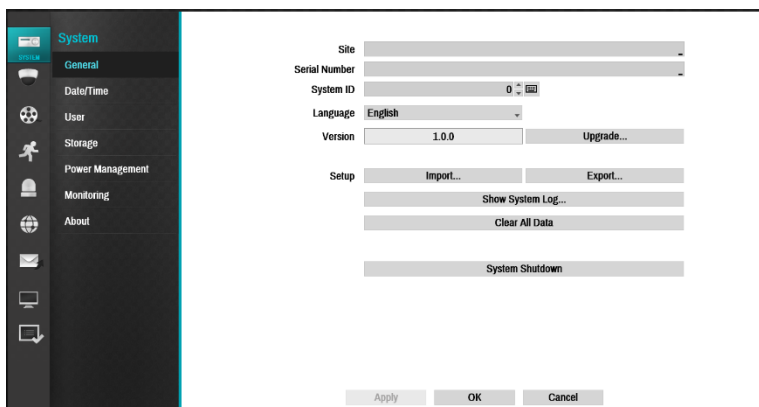 System
SYSTEM
General
Date/Time
User
Storage
Power Management
Monitoring
About
Site
Serial Number
System ID 0
Language English
Version 1.0.0 Upgrade...
Setup Import... Export...
Show System Log...
Clear All Data
System Shutdown
Apply OK Cancel